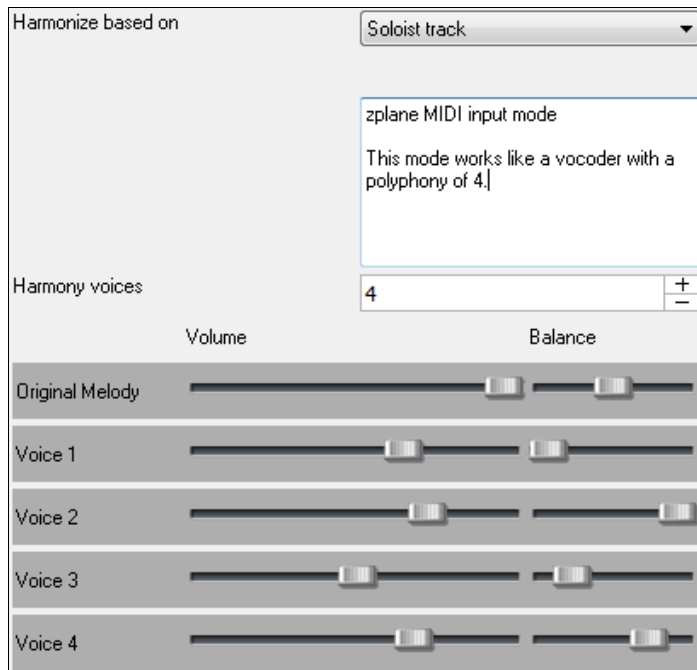 Harmonize based on
Soloist track
zplane MIDI input mode
This mode works like a vocoder with a
polyphony of 4.
Harmony voices
4
Volume
Balance
Original Melody
Voice 1
Voice 2
Voice 3
Voice 4